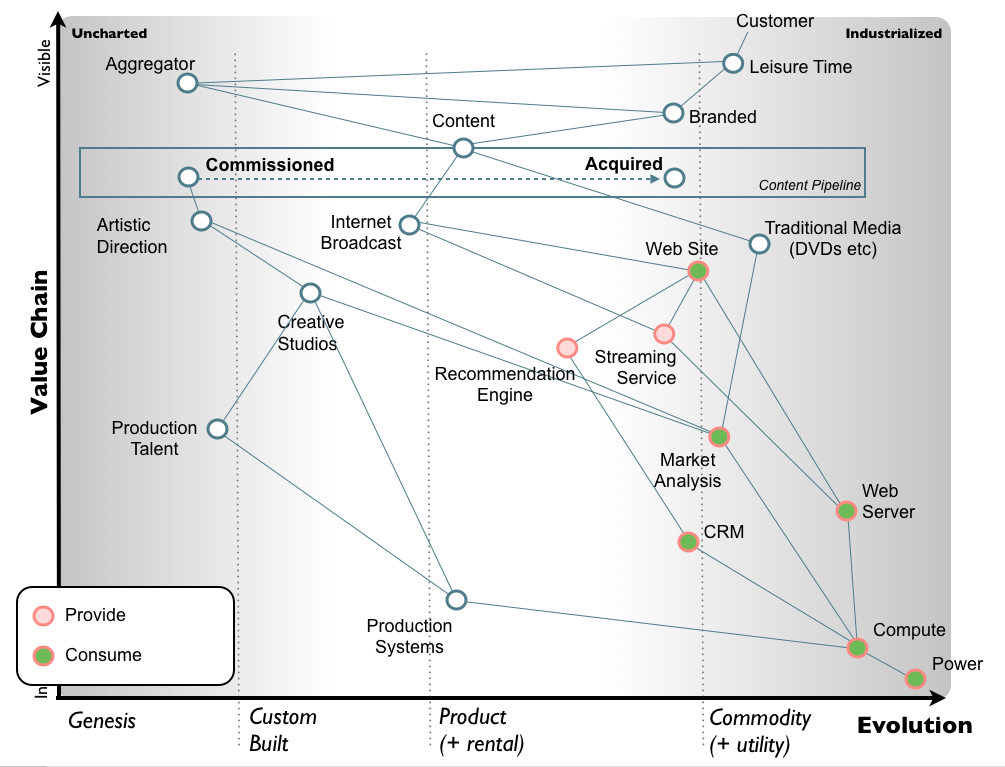 Customer
Uncharted
Industrialized
Visible
Aggregator
Leisure Time
Branded
Content
Commissioned
Acquired
Content Pipeline
Artistic
Direction
Internet
Broadcast
Traditional Media
(DVDs etc)
Web Site
Value Chain
Creative
Studios
Streaming
Service
Recommendation
Engine
Production
Talent
Market
Analysis
Web
Server
CRM
Provide
Consume
Production
Systems
Compute
Power
Genesis
Custom
Built
Product
(+ rental)
Commodity
(+ utility)
Evolution